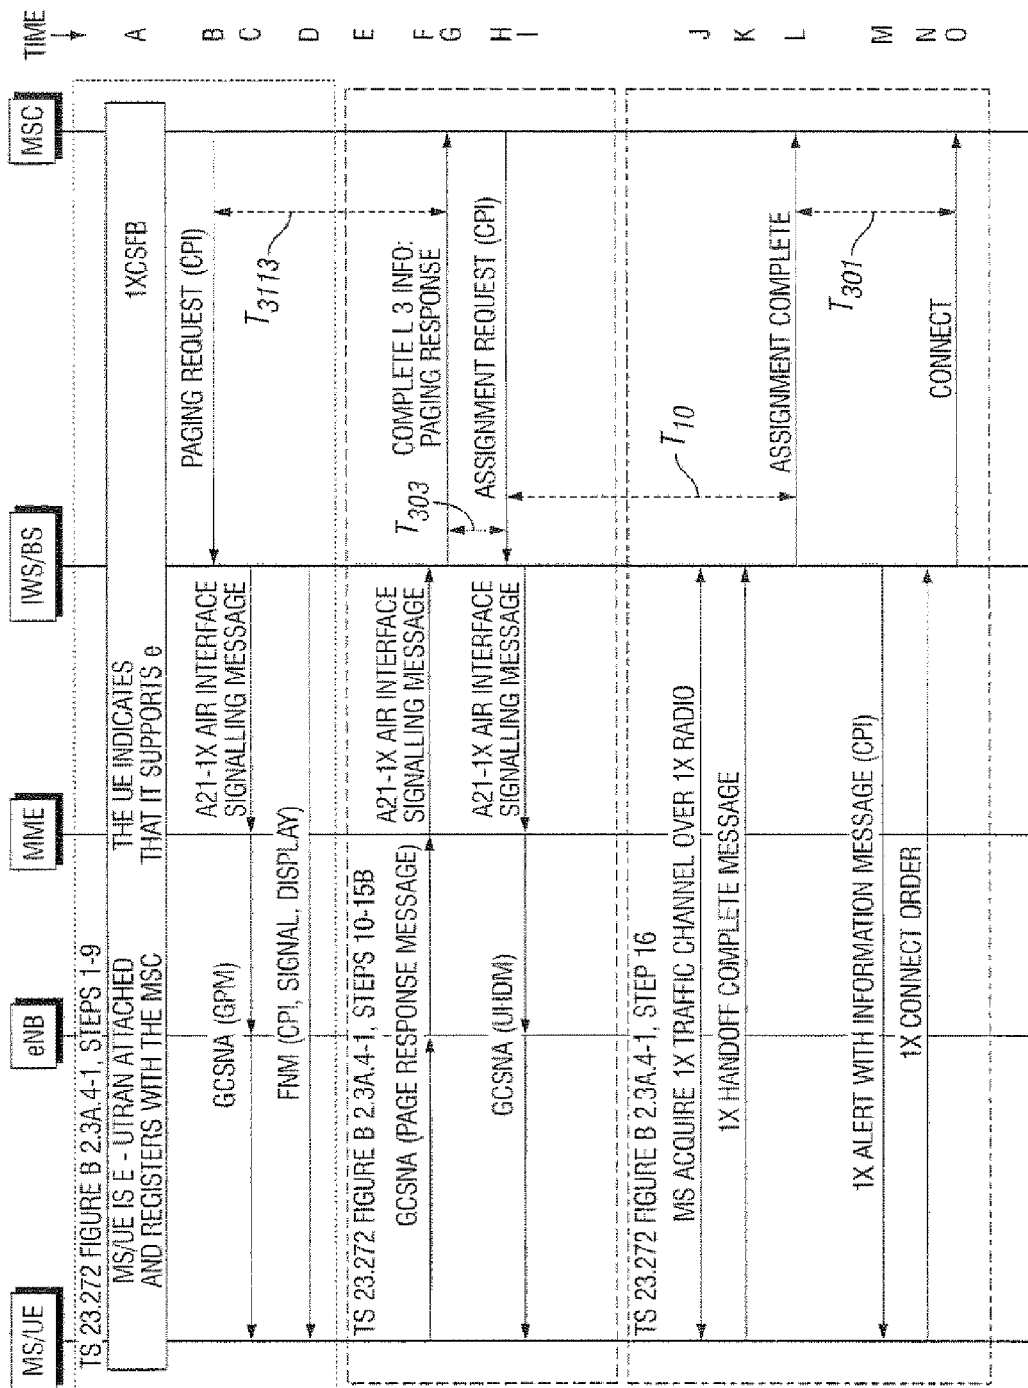 MS/UE
eNB
MME
IWS/BS
MSC
TIME
TS 23.272 FIGURE B 2.3A.4-1, STEPS 1-9
MS/UE IS E - UTRAN ATTACHED
AND REGISTERS WITH THE MSC
THE UE INDICATES
THAT IT SUPPORTS e
1XCSFB
A
PAGING REQUEST (CPI)
B
A21-1X AIR INTERFACE
SIGNALLING MESSAGE
GCSNA (GPM)
C
T3113
FNM (CPI, SIGNAL, DISPLAY)
D
TS 23.272 FIGURE B 2.3A.4-1, STEPS 10-15B
E
GCSNA (PAGE RESPONSE MESSAGE)
A21-1X AIR INTERFACE
SIGNALLING MESSAGE
F
COMPLETE L 3 INFO:
PAGING RESPONSE
G
T303
ASSIGNMENT REQUEST (CPI)
H
GCSNA (UHDM)
A21-1X AIR INTERFACE
SIGNALLING MESSAGE
I
TS 23.272 FIGURE B 2.3A.4-1, STEP 16
MS ACQUIRE 1X TRAFFIC CHANNEL OVER 1X RADIO
J
T10
1X HANDOFF COMPLETE MESSAGE
K
ASSIGNMENT COMPLETE
L
T301
1X ALERT WITH INFORMATION MESSAGE (CPI)
M
1X CONNECT ORDER
N
CONNECT
O